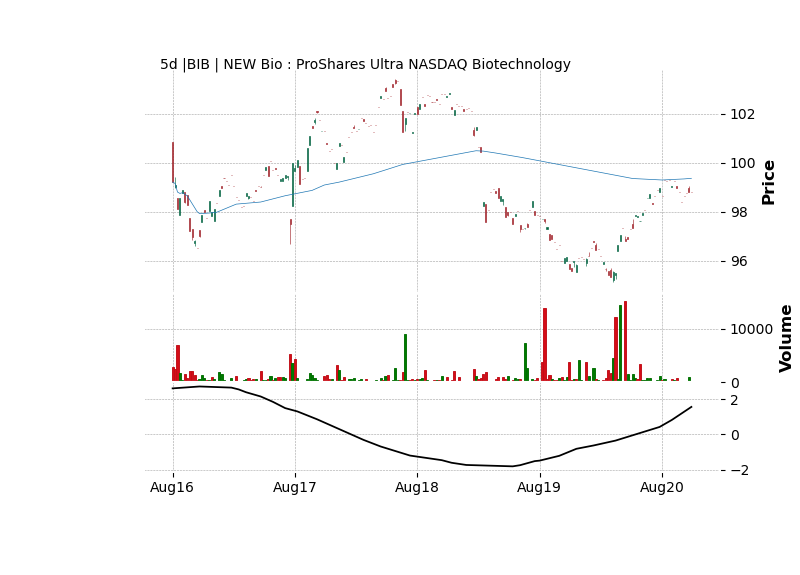 5d |BIB | NEW Bio : ProShares Ultra NASDAQ Biotechnology
102
100
98
96
Price
10000
0
Volume
2
0
−2
Aug16 Aug17 Aug18 Aug19 Aug20